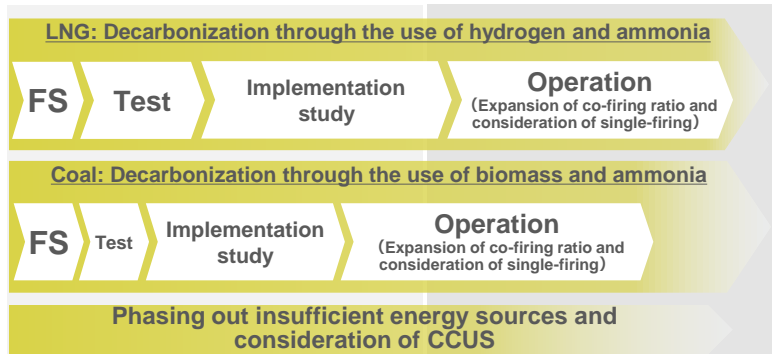 LNG: Decarbonization through the use of hydrogen and ammonia
FS
Test
Implementation
study
Operation
(Expansion of co-firing ratio and
consideration of single-firing)
Coal: Decarbonization through the use of biomass and ammonia
FS
Test
Implementation
study
Operation
(Expansion of co-firing ratio and
consideration of single-firing)
Phasing out insufficient energy sources and
consideration of CCUS